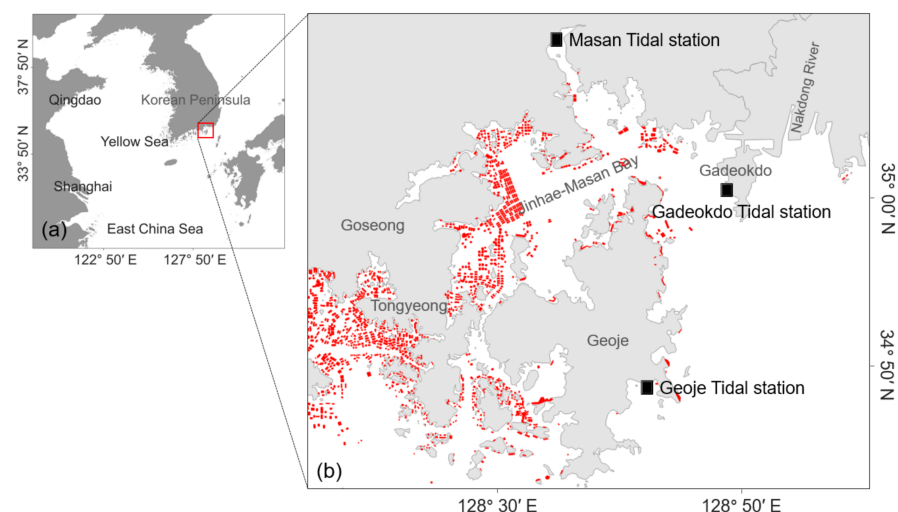 37° 50′ N
33° 50′ N
Qingdao
Korean Peninsula
Yellow Sea
Shanghai
(a)
East China Sea
122° 50′ E
127° 50′ E
Masan Tidal station
Nakdong River
Jinhae-Masan Bay
Gadeokdo
Gadeokdo Tidal station
Goseong
Tongyeong
Geoje
Geoje Tidal station
(b)
35° 00′ N
34° 50′ N
128° 30′ E
128° 50′ E